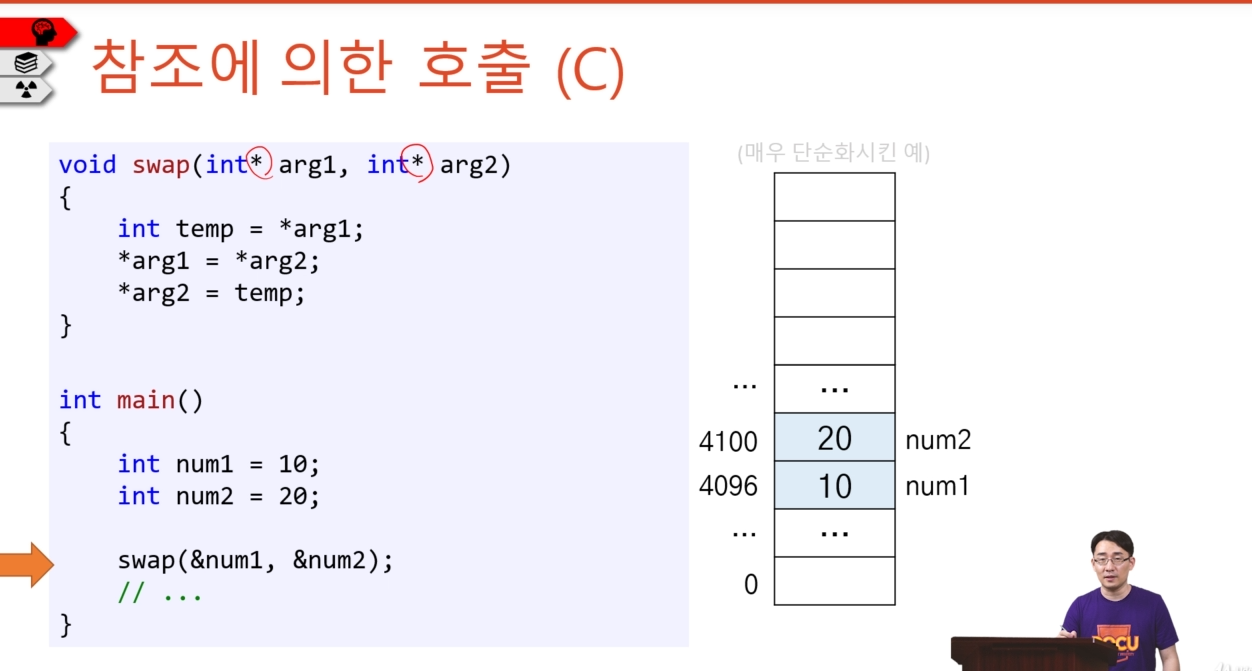 참조에 의한 호출 (C)
void swap(int* arg1, int* arg2)
{
    int temp = *arg1;
    *arg1 = *arg2;
    *arg2 = temp;
}
int main()
{
    int num1 = 10;
    int num2 = 20;
    swap(&num1, &num2);
    // ...
}
(매우 단순화시킨 예)
... ...
4100 20 num2
4096 10 num1
... ...
0